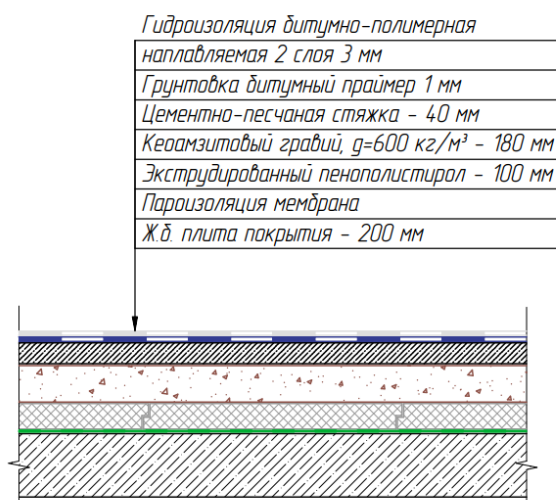 Гидроизоляция битумно-полимерная
наплавляемая 2 слоя 3 мм
Грунтовка битумный праймер 1 мм
Цементно-песчаная стяжка - 40 мм
Кеоамзитовый гравий, g=600 кг/м³ - 180 мм
Экструдированный пенополистирол - 100 мм
Пароизоляция мембрана
Ж.б. плита покрытия - 200 мм